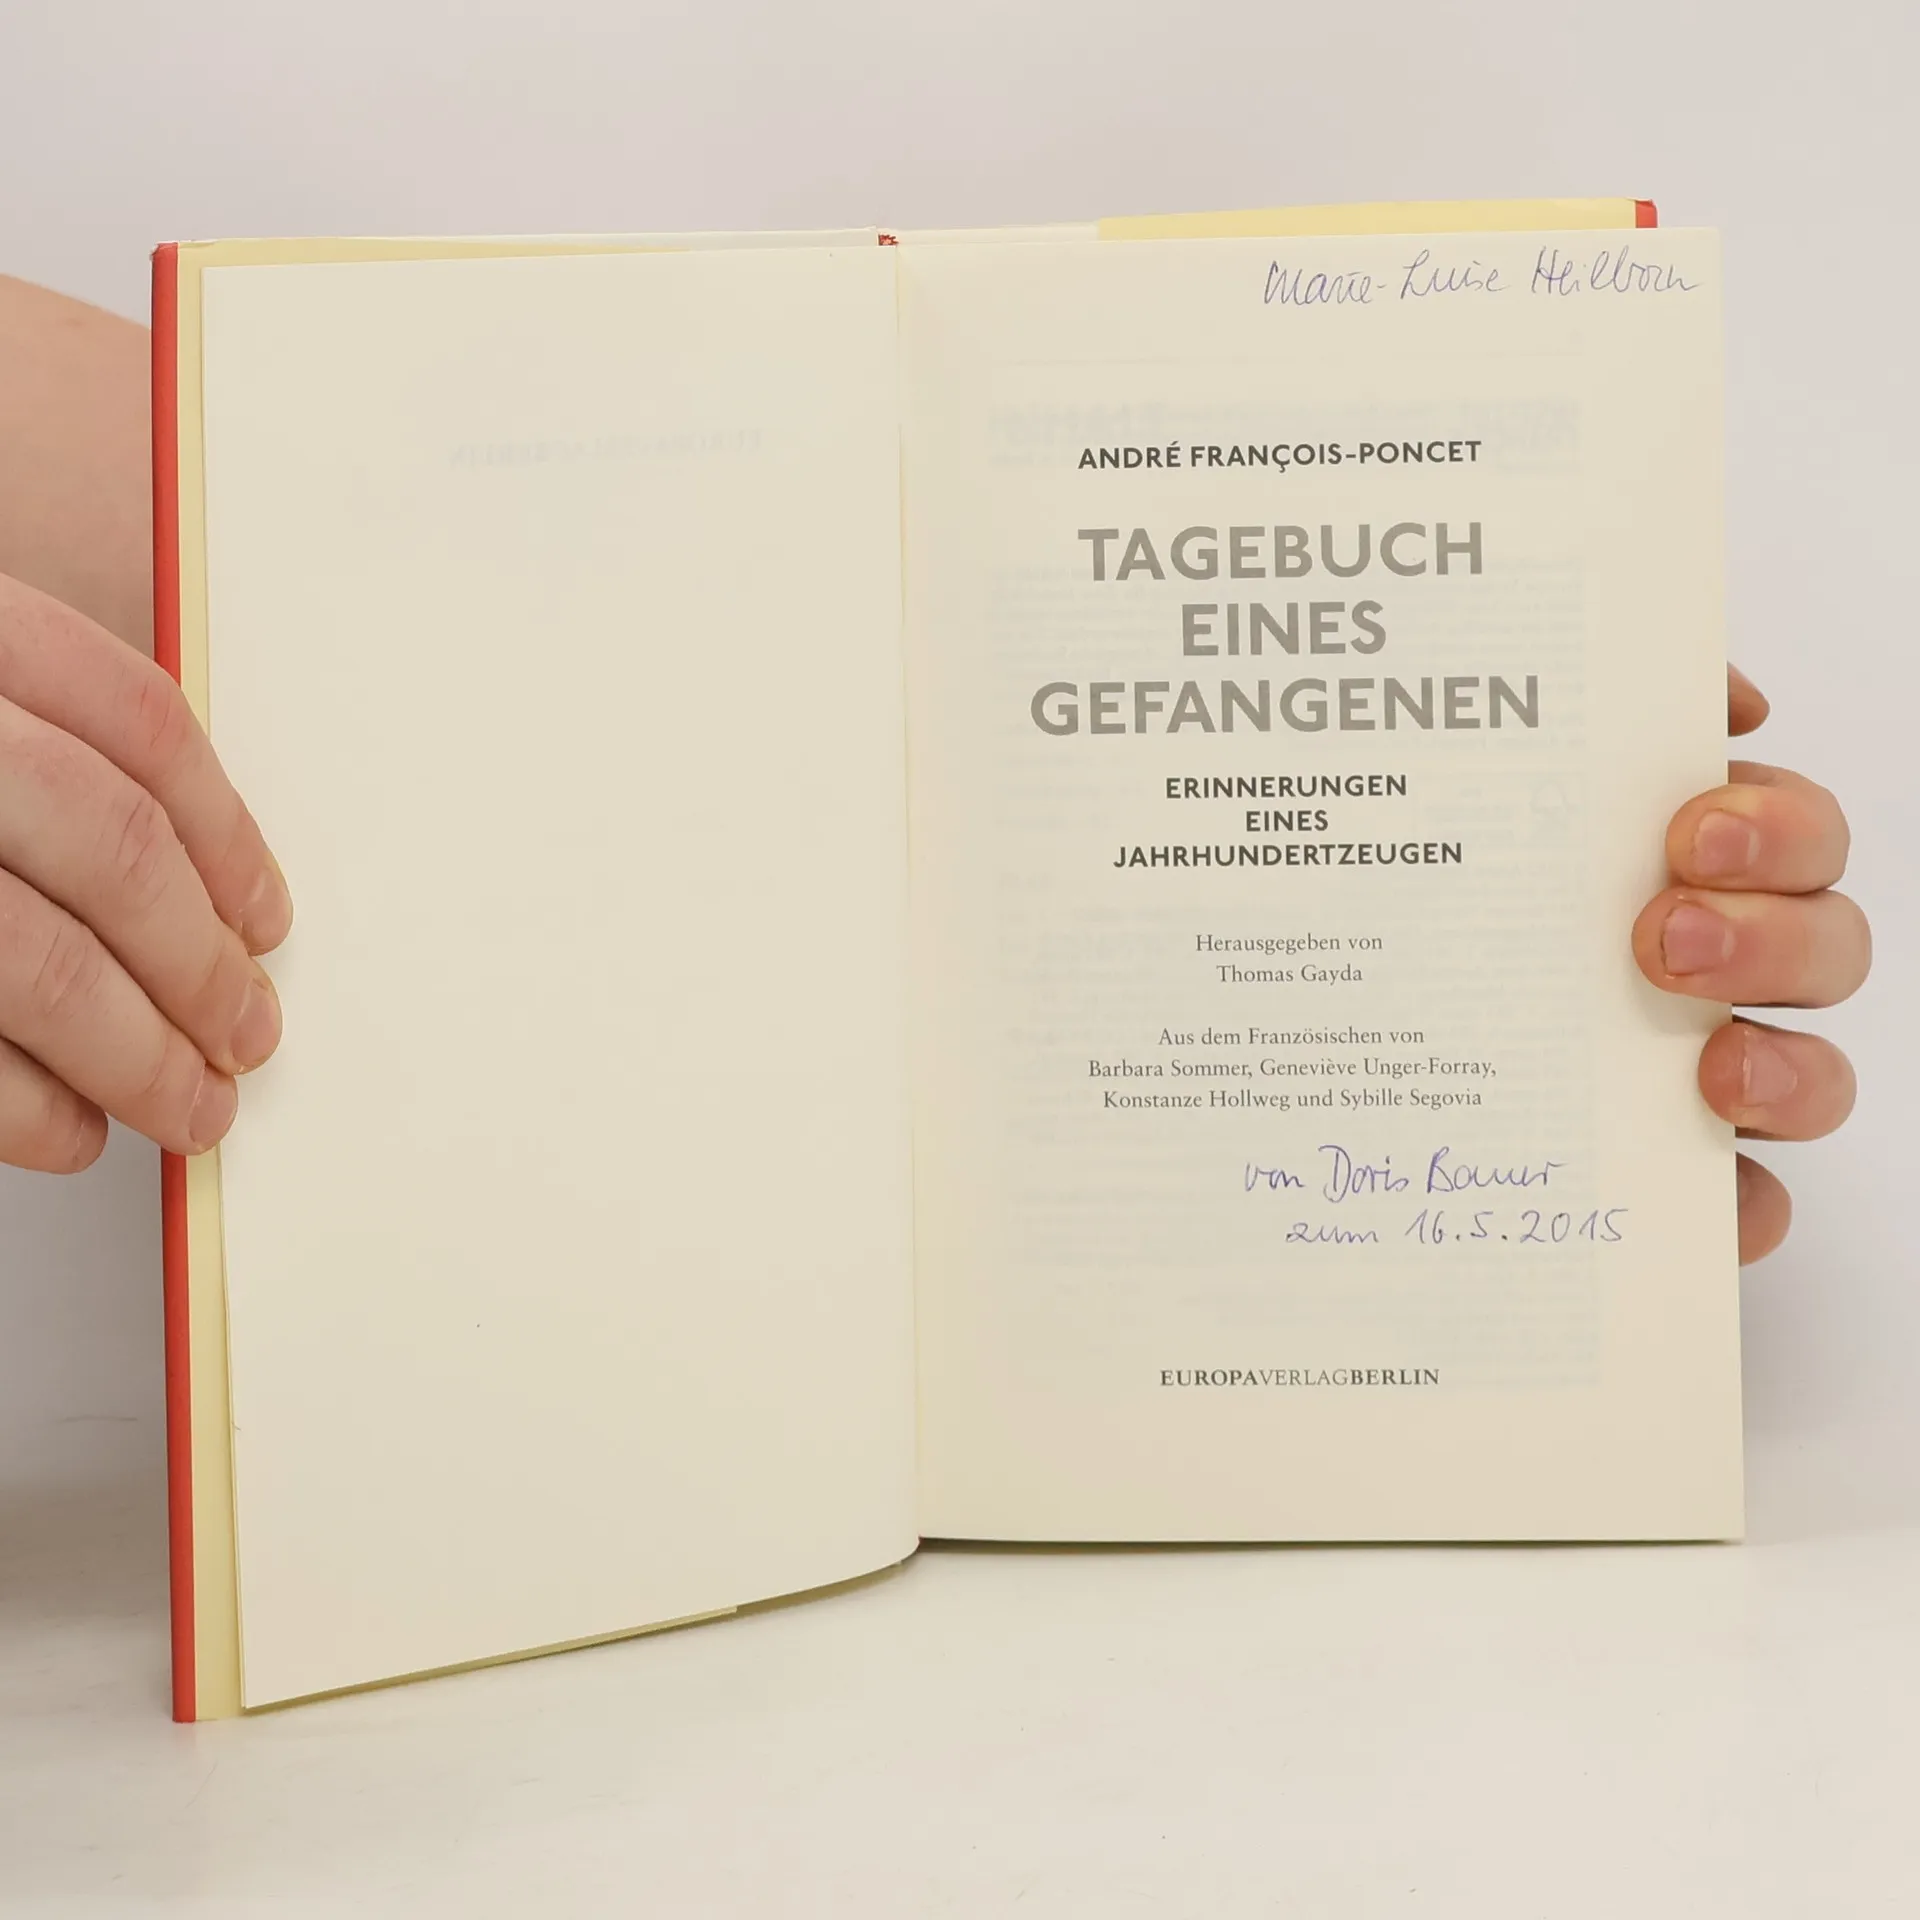 Marie-Luise Heilborn
ANDRÉ FRANÇOIS-PONCET
TAGEBUCH
EINES
GEFANGENEN
ERINNERUNGEN
EINES
JAHRHUNDERTZEUGEN
Herausgegeben von
Thomas Gayda
Aus dem Französischen von
Barbara Sommer, Geneviève Unger-Forray,
Konstanze Hollweg und Sybille Segovia
von Doris Bauer
zum 16.5.2015
EUROPAVERLAGBERLIN